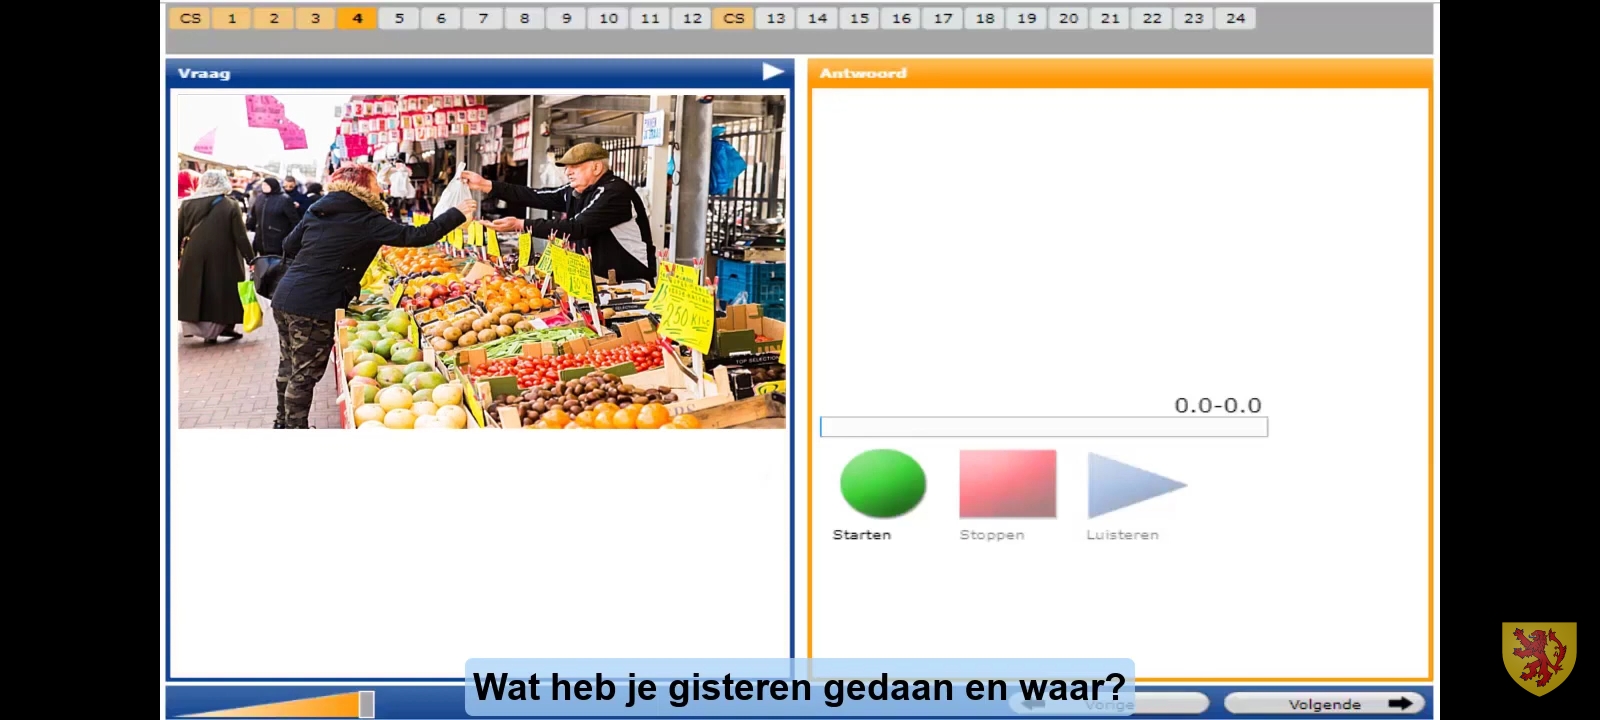 CS 1 2 3 4 5 6 7 8 9 10 11 12 CS 13 14 15 16 17 18 19 20 21 22 23 24
Vraag
Antwoord
250 KILO
TOP SELECTION
0.0-0.0
Starten
Stoppen
Luisteren
Wat heb je gisteren gedaan en waar?
Vorige
Volgende